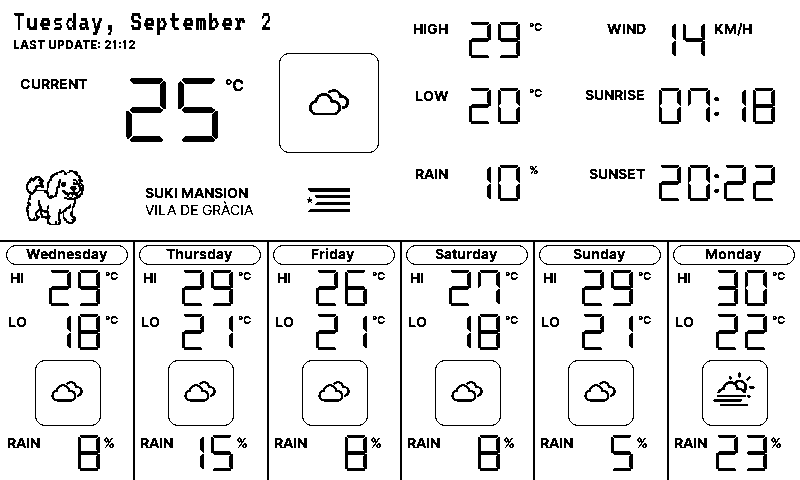 Tuesday, September 2
LAST UPDATE: 21:12
CURRENT 25 °C
SUKI MANSION
VILA DE GRÀCIA
HIGH 29 °C
LOW 20 °C
RAIN 10 %
WIND 14 KM/H
SUNRISE 07:18
SUNSET 20:22
Wednesday
HI 29 °C
LO 18 °C
RAIN 8 %
Thursday
HI 29 °C
LO 21 °C
RAIN 15 %
Friday
HI 26 °C
LO 21 °C
RAIN 8 %
Saturday
HI 27 °C
LO 18 °C
RAIN 8 %
Sunday
HI 29 °C
LO 21 °C
RAIN 5 %
Monday
HI 30 °C
LO 22 °C
RAIN 23 %